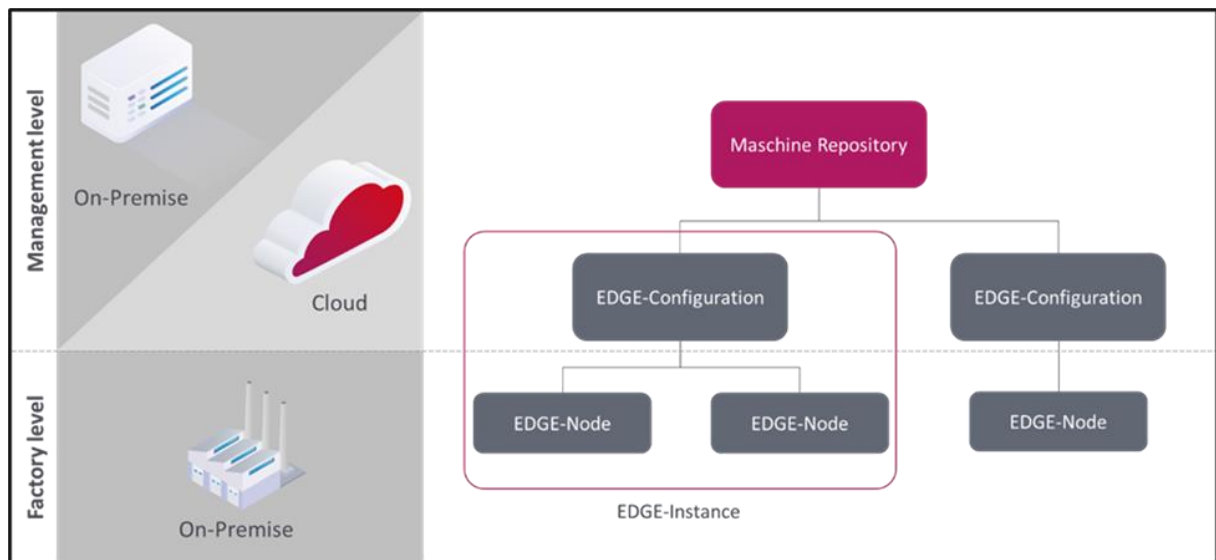 Management level
On-Premise
Cloud
Maschine Repository
EDGE-Configuration
EDGE-Configuration
Factory level
On-Premise
EDGE-Node
EDGE-Node
EDGE-Node
EDGE-Instance